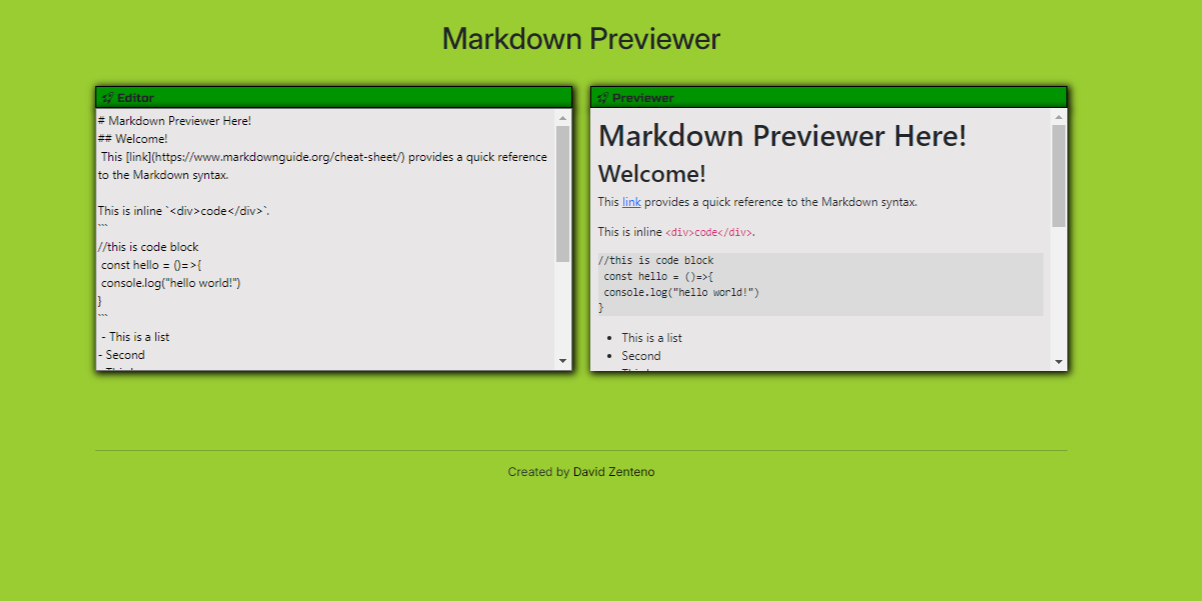 Markdown Previewer
Editor
# Markdown Previewer Here!
## Welcome!
This [link](https://www.markdownguide.org/cheat-sheet/) provides a quick reference
to the Markdown syntax.
This is inline `<div>code</div>`.
```
//this is code block
const hello = ()=>{
console.log("hello world!")
}
```
- This is a list
- Second
Previewer
Markdown Previewer Here!
Welcome!
This link provides a quick reference to the Markdown syntax.
This is inline <div>code</div>.
//this is code block
const hello = ()=>{
console.log("hello world!")
}
• This is a list
• Second
Created by David Zenteno